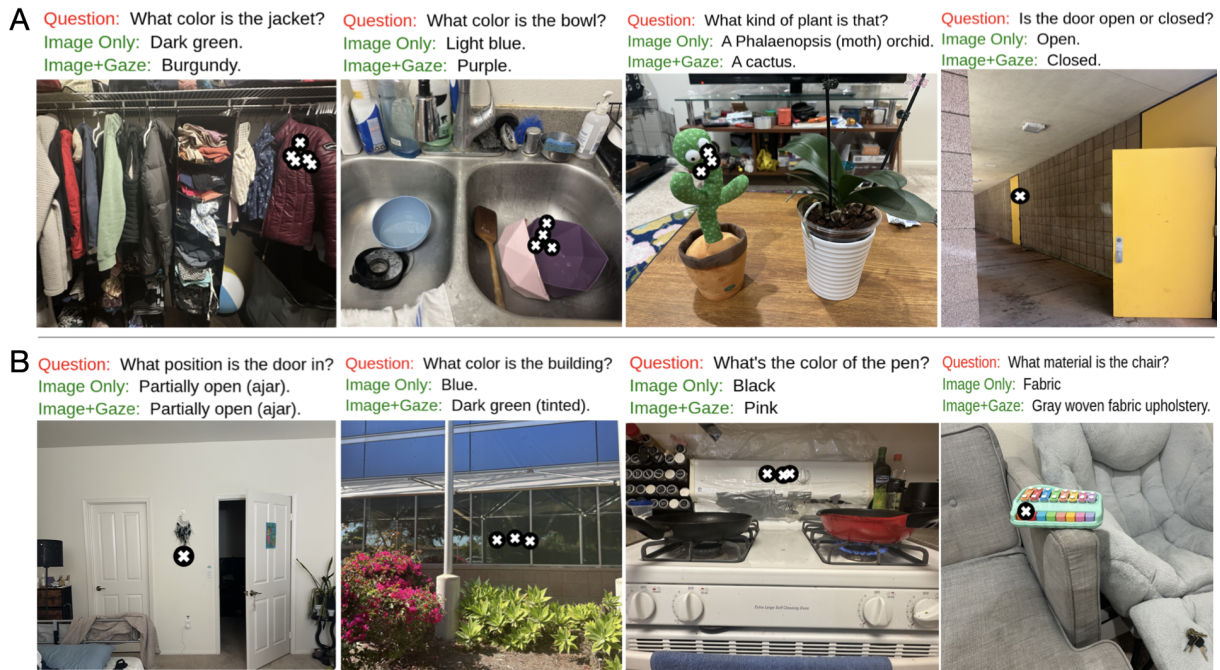 A
Question: What color is the jacket?
Image Only: Dark green.
Image+Gaze: Burgundy.
Question: What color is the bowl?
Image Only: Light blue.
Image+Gaze: Purple.
Question: What kind of plant is that?
Image Only: A Phalaenopsis (moth) orchid.
Image+Gaze: A cactus.
Question: Is the door open or closed?
Image Only: Open.
Image+Gaze: Closed.
B
Question: What position is the door in?
Image Only: Partially open (ajar).
Image+Gaze: Partially open (ajar).
Question: What color is the building?
Image Only: Blue.
Image+Gaze: Dark green (tinted).
Question: What's the color of the pen?
Image Only: Black
Image+Gaze: Pink
Extra Large Self Cleaning Oven
Question: What material is the chair?
Image Only: Fabric
Image+Gaze: Gray woven fabric upholstery.